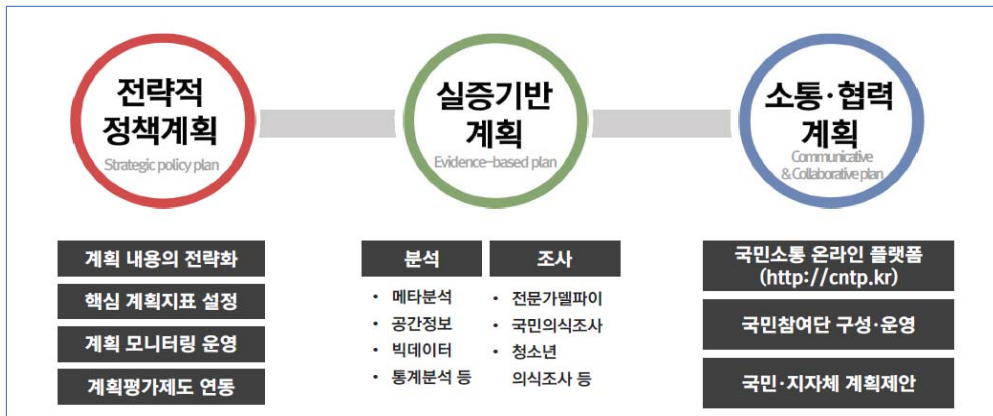 전략적
정책계획
Strategic policy plan
실증기반
계획
Evidence-based plan
소통·협력
계획
Communicative
& Collaborative plan
계획 내용의 전략화
핵심 계획지표 설정
계획 모니터링 운영
계획평가제도 연동
분석
• 메타분석
• 공간정보
• 빅데이터
• 통계분석 등
조사
• 전문가델파이
• 국민의식조사
• 청소년
의식조사 등
국민소통 온라인 플랫폼
(http://cntp.kr)
국민참여단 구성·운영
국민·지자체 계획제안